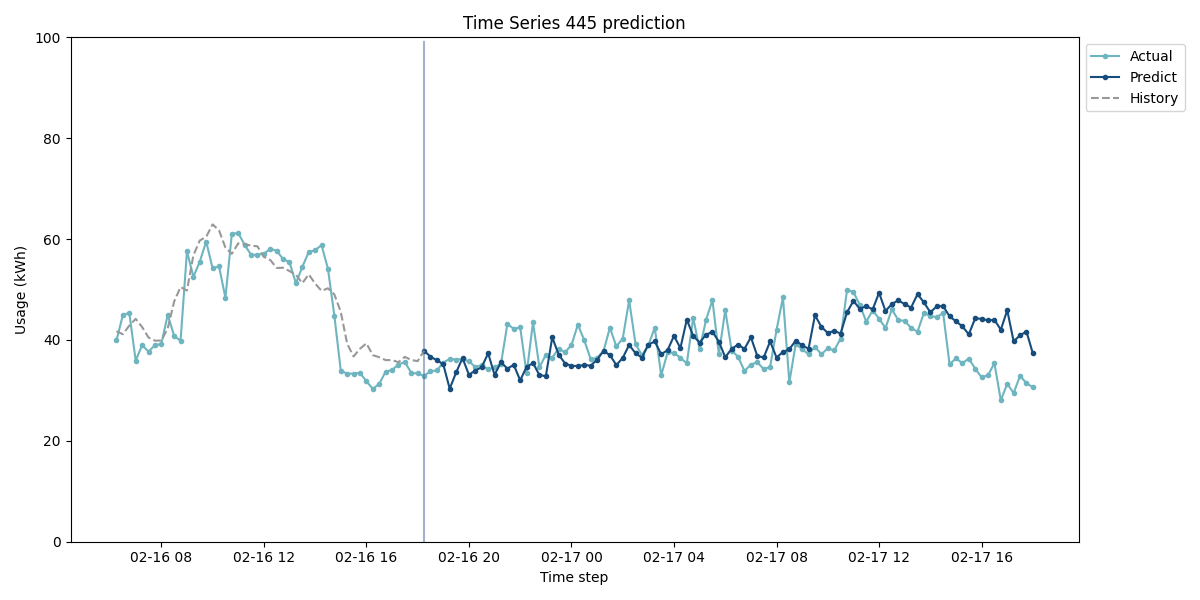 Time Series 445 prediction
Usage (kWh)
100
80
60
40
20
0
02-16 08
02-16 12
02-16 16
02-16 20
02-17 00
02-17 04
02-17 08
02-17 12
02-17 16
Time step
Actual
Predict
History